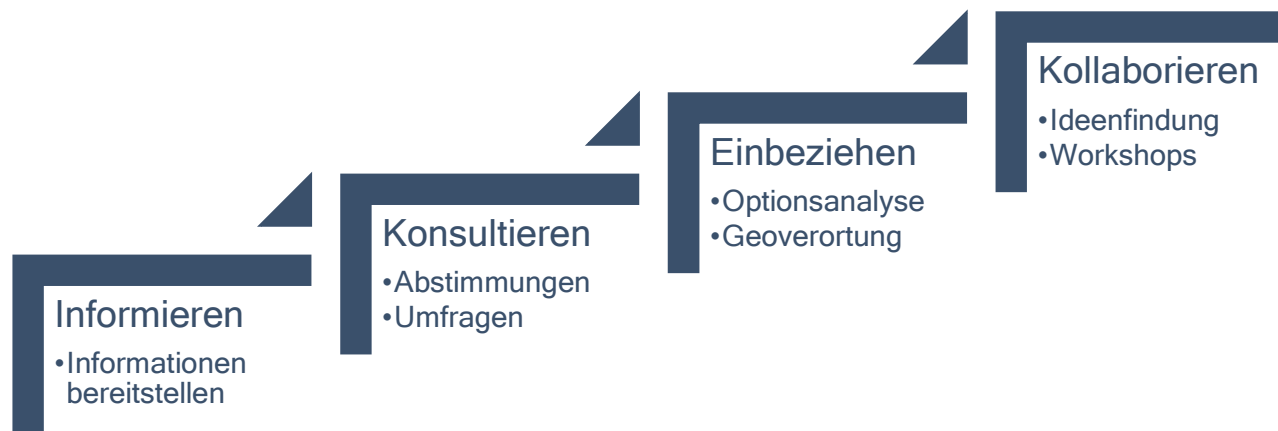 Informieren
•Informationen
bereitstellen
Konsultieren
•Abstimmungen
•Umfragen
Einbeziehen
•Optionsanalyse
•Geoverortung
Kollaborieren
•Ideenfindung
•Workshops